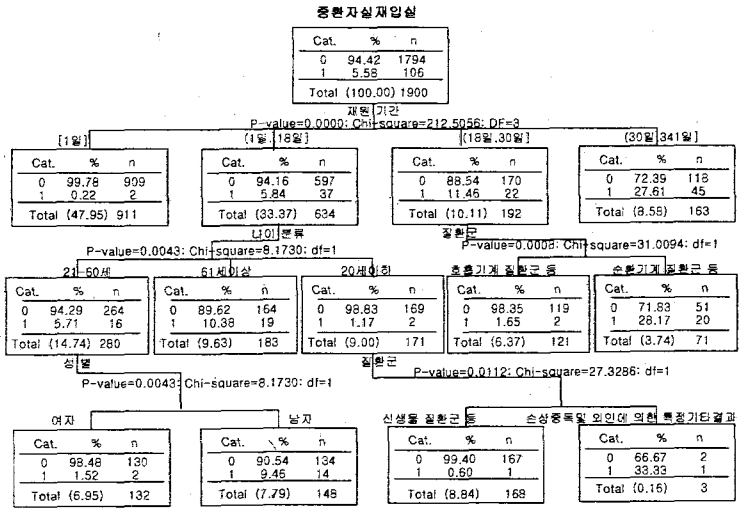 중환자실재입실
Cat. % n
0 94.42 1794
1 5.58 106
Total (100.00) 1900
재원기간
P-value=0.0000; Chi-square=212.5056; DF=3
[1일] (1일,18일] (18일,30일] (30일,341일]
Cat. % n Cat. % n Cat. % n Cat. % n
0 99.78 909 0 94.16 597 0 88.54 170 0 72.39 118
1 0.22 2 1 5.84 37 1 11.46 22 1 27.61 45
Total (47.95) 911 Total (33.37) 634 Total (10.11) 192 Total (8.58) 163
나이분류 질환군
P-value=0.0043; Chi-square=8.1730; df=1 P-value=0.0008; Chi-square=31.0094; df=1
21-60세 61세이상 20세이하 호흡기계 질환군 등 순환기계 질환군 등
Cat. % n Cat. % n Cat. % n Cat. % n Cat. % n
0 94.29 264 0 89.62 164 0 98.83 169 0 98.35 119 0 71.83 51
1 5.71 16 1 10.38 19 1 1.17 2 1 1.65 2 1 28.17 20
Total (14.74) 280 Total (9.63) 183 Total (9.00) 171 Total (6.37) 121 Total (3.74) 71
성별 질환군
P-value=0.0043; Chi-square=8.1730; df=1 P-value=0.0112; Chi-square=27.3286; df=1
여자 남자 신생물 질환군 등 손상중독및 외인에 의한 특정기타결과
Cat. % n Cat. % n Cat. % n Cat. % n
0 98.48 130 0 90.54 134 0 99.40 167 0 66.67 2
1 1.52 2 1 9.46 14 1 0.60 1 1 33.33 1
Total (6.95) 132 Total (7.79) 148 Total (8.84) 168 Total (0.16) 3